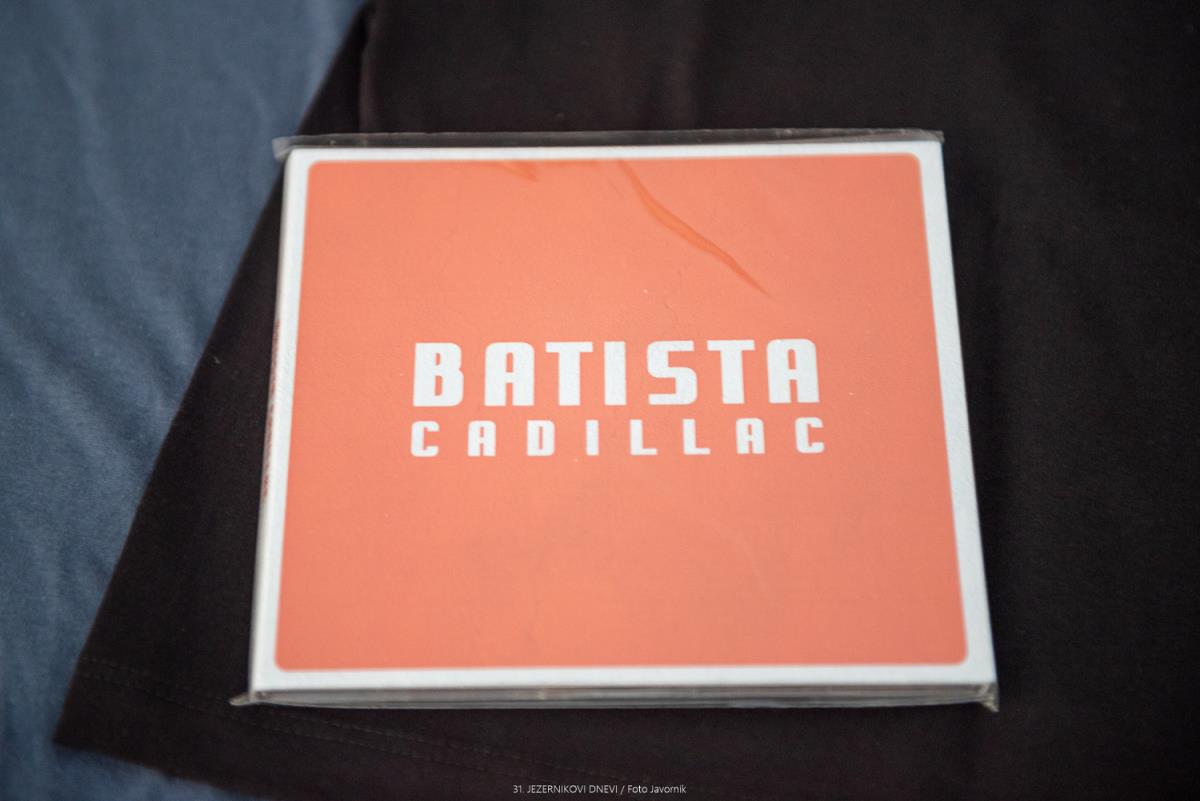 BATISTA
CADILLAC
31. JEZERNIKOVI DNEVI / Foto Javornik